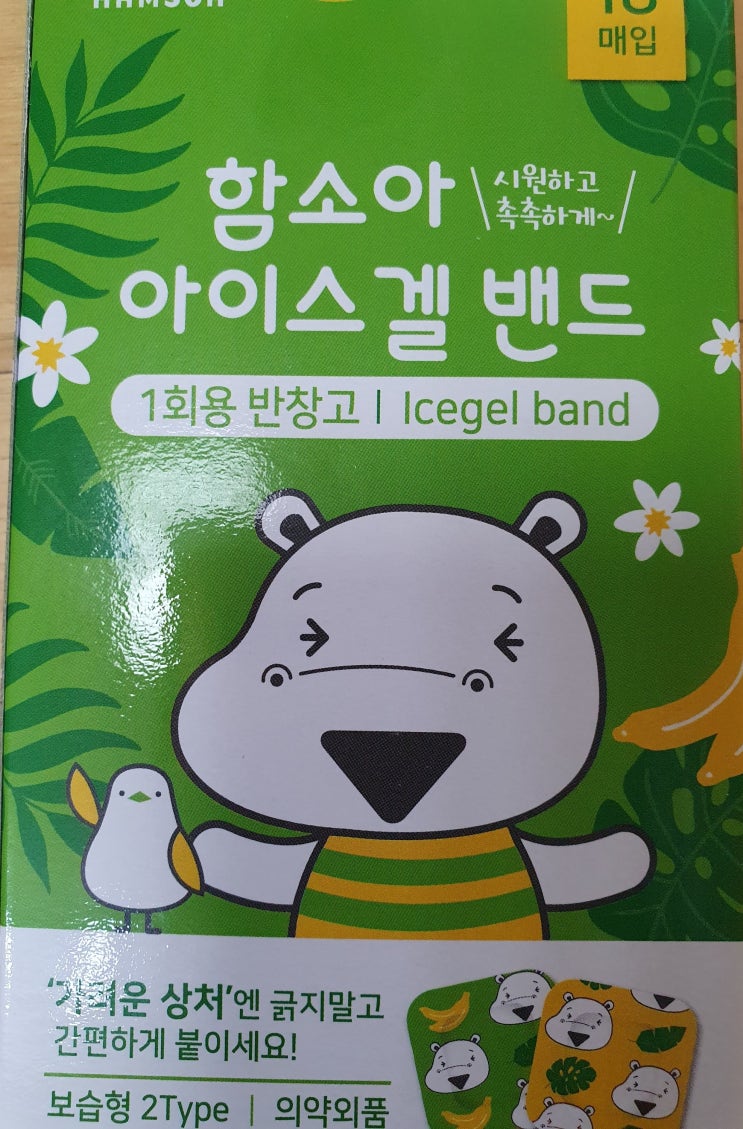 매입
함소아
시원하고
촉촉하게~
아이스겔 밴드
1회용 반창고 | Icegel band
'가려운 상처'엔 긁지말고
간편하게 붙이세요!
보습형 2Type | 의약외품